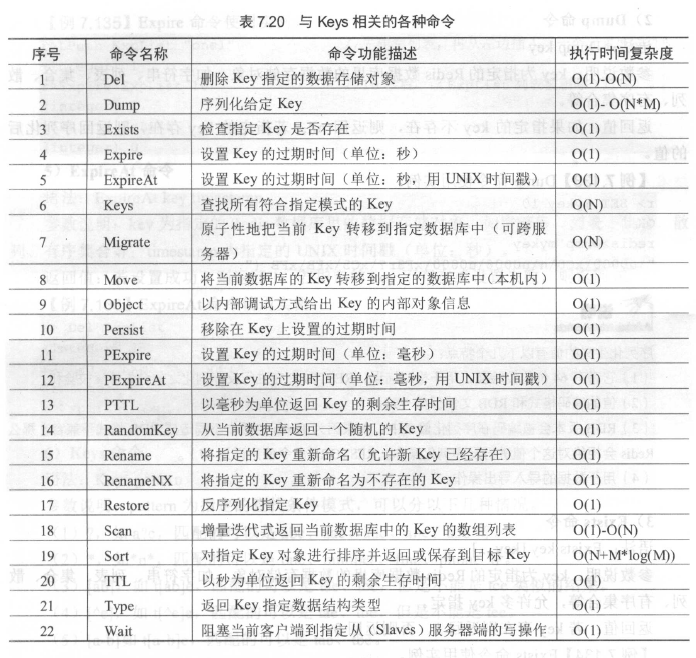 表 7.20 与 Keys 相关的各种命令
序号 命令名称 命令功能描述 执行时间复杂度
1 Del 删除 Key 指定的数据存储对象 O(1)-O(N)
2 Dump 序列化给定 Key O(1)- O(N*M)
3 Exists 检查指定 Key 是否存在 O(1)
4 Expire 设置 Key 的过期时间（单位：秒） O(1)
5 ExpireAt 设置 Key 的过期时间（单位：秒，用 UNIX 时间戳） O(1)
6 Keys 查找所有符合指定模式的 Key O(N)
7 Migrate 原子性地把当前 Key 转移到指定数据库中（可跨服 O(N)
务器）
8 Move 将当前数据库的 Key 转移到指定的数据库中(本机内) O(1)
9 Object 以内部调试方式给出 Key 的内部对象信息 O(1)
10 Persist 移除在 Key 上设置的过期时间 O(1)
11 PExpire 设置 Key 的过期时间（单位：毫秒） O(1)
12 PExpireAt 设置 Key 的过期时间（单位：毫秒，用 UNIX 时间戳） O(1)
13 PTTL 以毫秒为单位返回 Key 的剩余生存时间 O(1)
14 RandomKey 从当前数据库返回一个随机的 Key O(1)
15 Rename 将指定的 Key 重新命名（允许新 Key 已经存在） O(1)
16 RenameNX 将指定的 Key 重新命名为不存在的 Key O(1)
17 Restore 反序列化指定 Key O(1)
18 Scan 增量迭代式返回当前数据库中的 Key 的数组列表 O(1)-O(N)
19 Sort 对指定 Key 对象进行排序并返回或保存到目标 Key O(N+M*log(M))
20 TTL 以秒为单位返回 Key 的剩余生存时间 O(1)
21 Type 返回 Key 指定数据结构类型 O(1)
22 Wait 阻塞当前客户端到指定从（Slaves）服务器端的写操作 O(1)